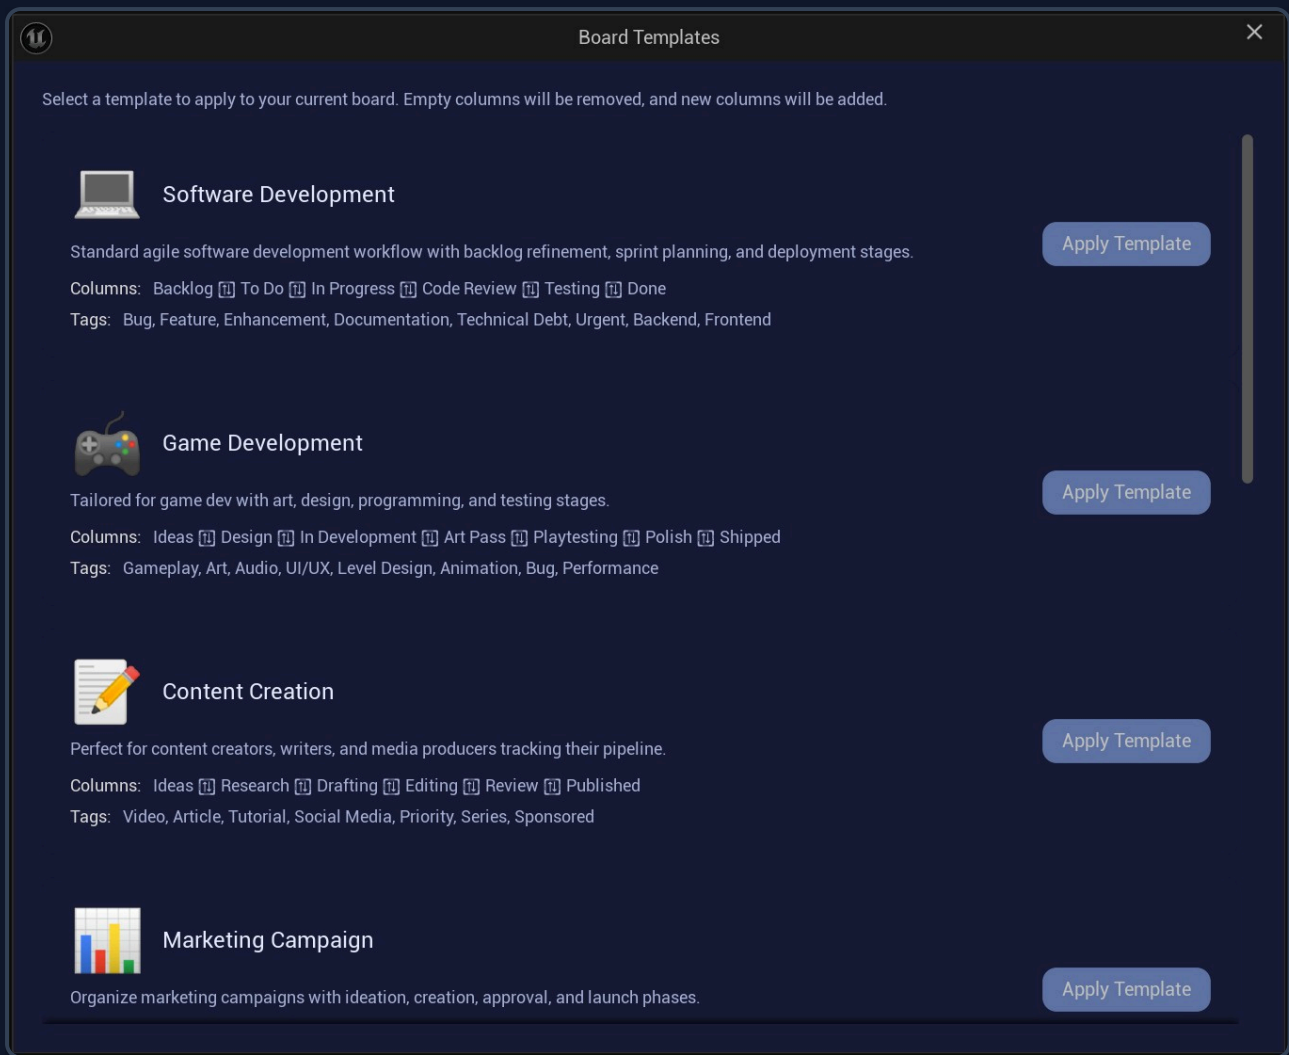 Board Templates
Select a template to apply to your current board. Empty columns will be removed, and new columns will be added.
Software Development
Standard agile software development workflow with backlog refinement, sprint planning, and deployment stages.
Apply Template
Columns: Backlog ⍰ To Do ⍰ In Progress ⍰ Code Review ⍰ Testing ⍰ Done
Tags: Bug, Feature, Enhancement, Documentation, Technical Debt, Urgent, Backend, Frontend
Game Development
Tailored for game dev with art, design, programming, and testing stages.
Apply Template
Columns: Ideas ⍰ Design ⍰ In Development ⍰ Art Pass ⍰ Playtesting ⍰ Polish ⍰ Shipped
Tags: Gameplay, Art, Audio, UI/UX, Level Design, Animation, Bug, Performance
Content Creation
Perfect for content creators, writers, and media producers tracking their pipeline.
Apply Template
Columns: Ideas ⍰ Research ⍰ Drafting ⍰ Editing ⍰ Review ⍰ Published
Tags: Video, Article, Tutorial, Social Media, Priority, Series, Sponsored
Marketing Campaign
Organize marketing campaigns with ideation, creation, approval, and launch phases.
Apply Template